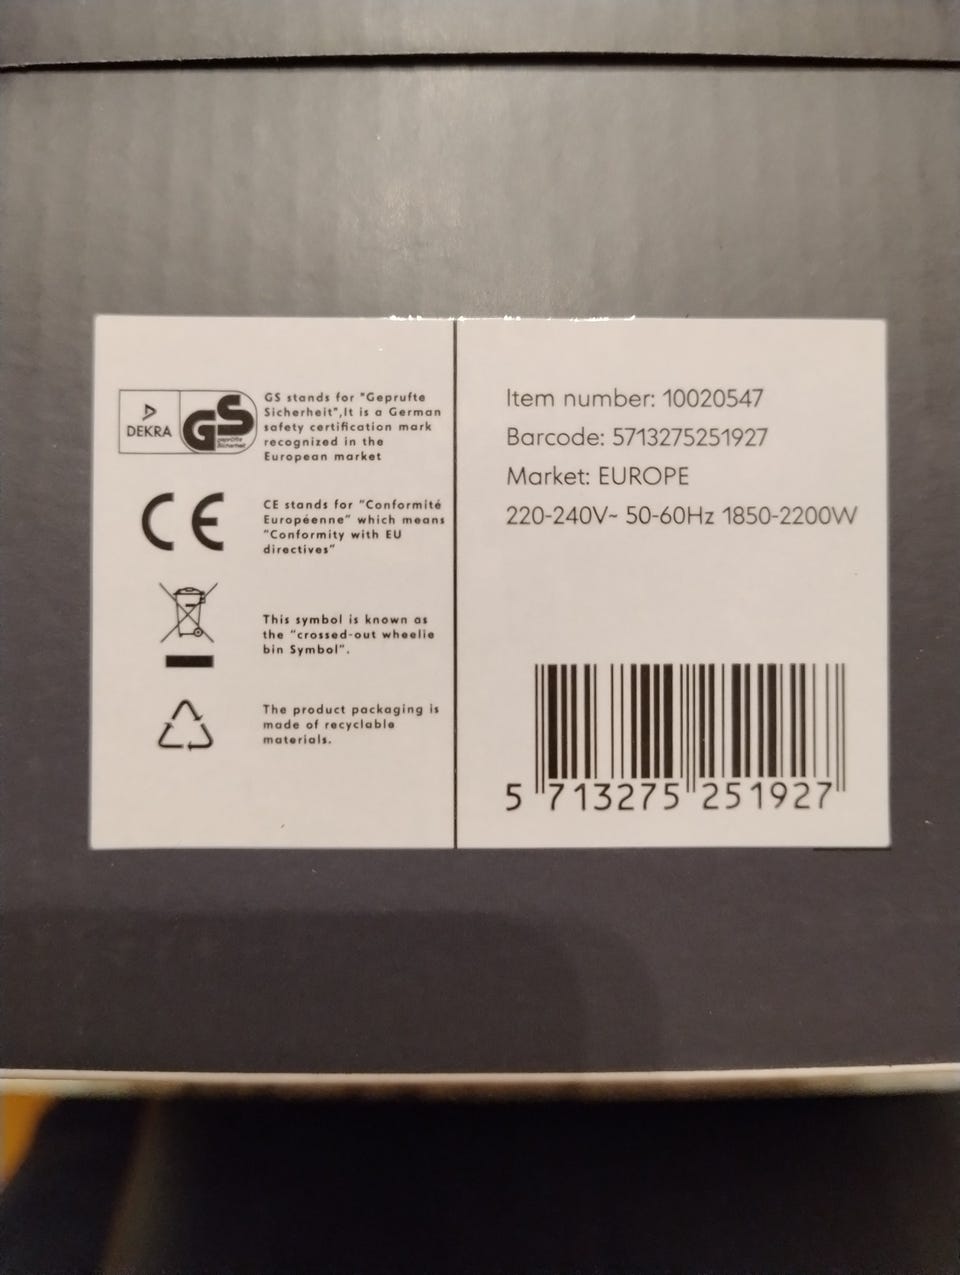 DEKRA
GS
geprüfte
Sicherheit
GS stands for "Geprufte
Sicherheit",It is a German
safety certification mark
recognized in the
European market
CE
CE stands for "Conformité
Européenne" which means
"Conformity with EU
directives"
This symbol is known as
the "crossed-out wheelie
bin Symbol".
The product packaging is
made of recyclable
materials.
Item number: 10020547
Barcode: 5713275251927
Market: EUROPE
220-240V~ 50-60Hz 1850-2200W
5 713275 251927